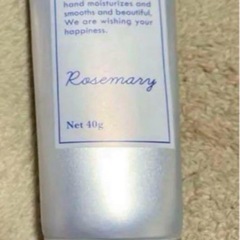 hand moisturizes and
smooths and beautiful.
We are wishing your
happiness.
Rosemary
Net 40g